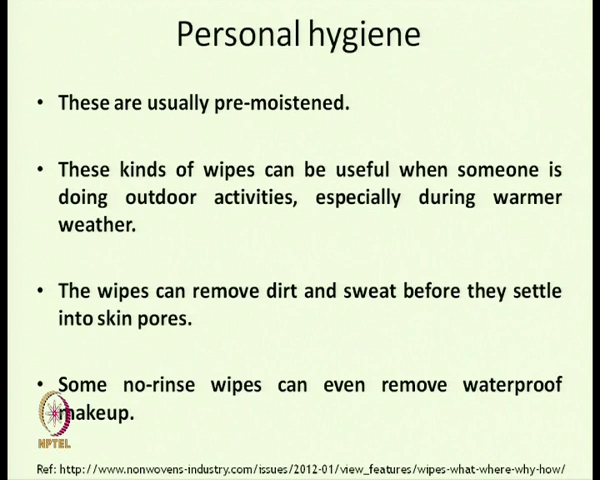 Personal hygiene
• These are usually pre-moistened.
• These kinds of wipes can be useful when someone is
doing outdoor activities, especially during warmer
weather.
• The wipes can remove dirt and sweat before they settle
into skin pores.
• Some no-rinse wipes can even remove waterproof
makeup.
NPTEL
Ref: http://www.nonwovens-industry.com/issues/2012-01/view_features/wipes-what-where-why-how/